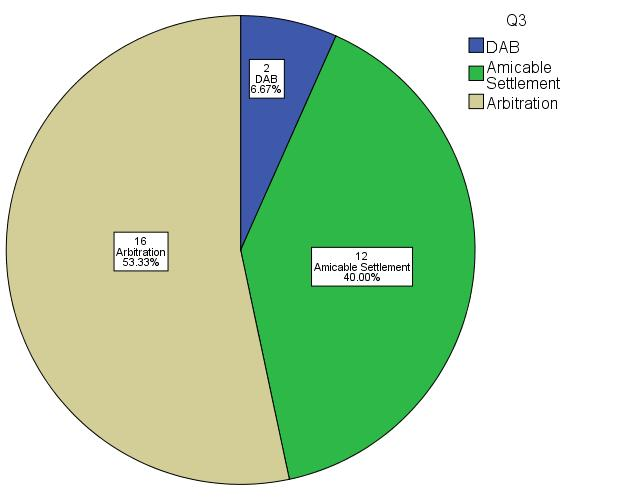 Q3
DAB
Amicable
Settlement
Arbitration
2
DAB
6.67%
12
Amicable Settlement
40.00%
16
Arbitration
53.33%